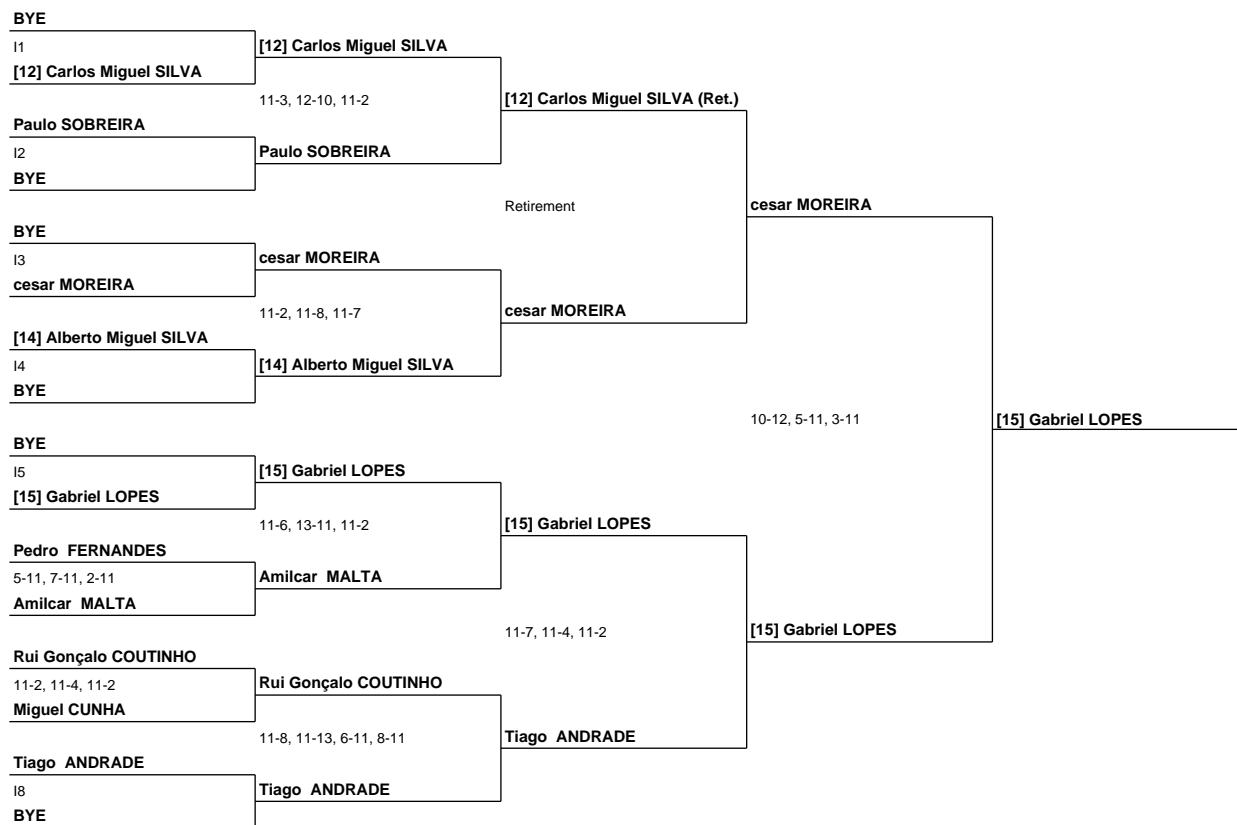 BYE
I1
[12] Carlos Miguel SILVA
[12] Carlos Miguel SILVA
11-3, 12-10, 11-2
[12] Carlos Miguel SILVA (Ret.)
Paulo SOBREIRA
I2
Paulo SOBREIRA
BYE
Retirement
cesar MOREIRA
BYE
I3
cesar MOREIRA
cesar MOREIRA
11-2, 11-8, 11-7
cesar MOREIRA
[14] Alberto Miguel SILVA
I4
[14] Alberto Miguel SILVA
BYE
10-12, 5-11, 3-11
[15] Gabriel LOPES
BYE
I5
[15] Gabriel LOPES
[15] Gabriel LOPES
11-6, 13-11, 11-2
[15] Gabriel LOPES
Pedro FERNANDES
5-11, 7-11, 2-11
Amilcar MALTA
Amilcar MALTA
11-7, 11-4, 11-2
[15] Gabriel LOPES
Rui Gonçalo COUTINHO
11-2, 11-4, 11-2
Rui Gonçalo COUTINHO
Miguel CUNHA
11-8, 11-13, 6-11, 8-11
Tiago ANDRADE
Tiago ANDRADE
I8
Tiago ANDRADE
BYE